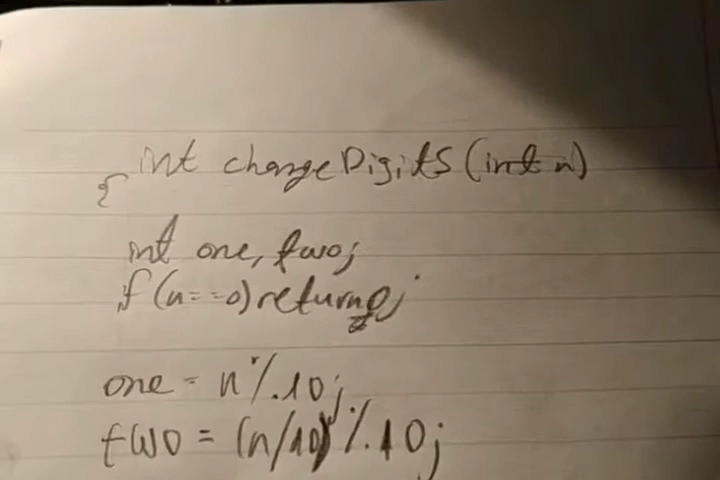 int changeDigits(int n)
{
int one, two;
if (n==0) return 0;
one = n % 10;
two = (n/10) % 10;